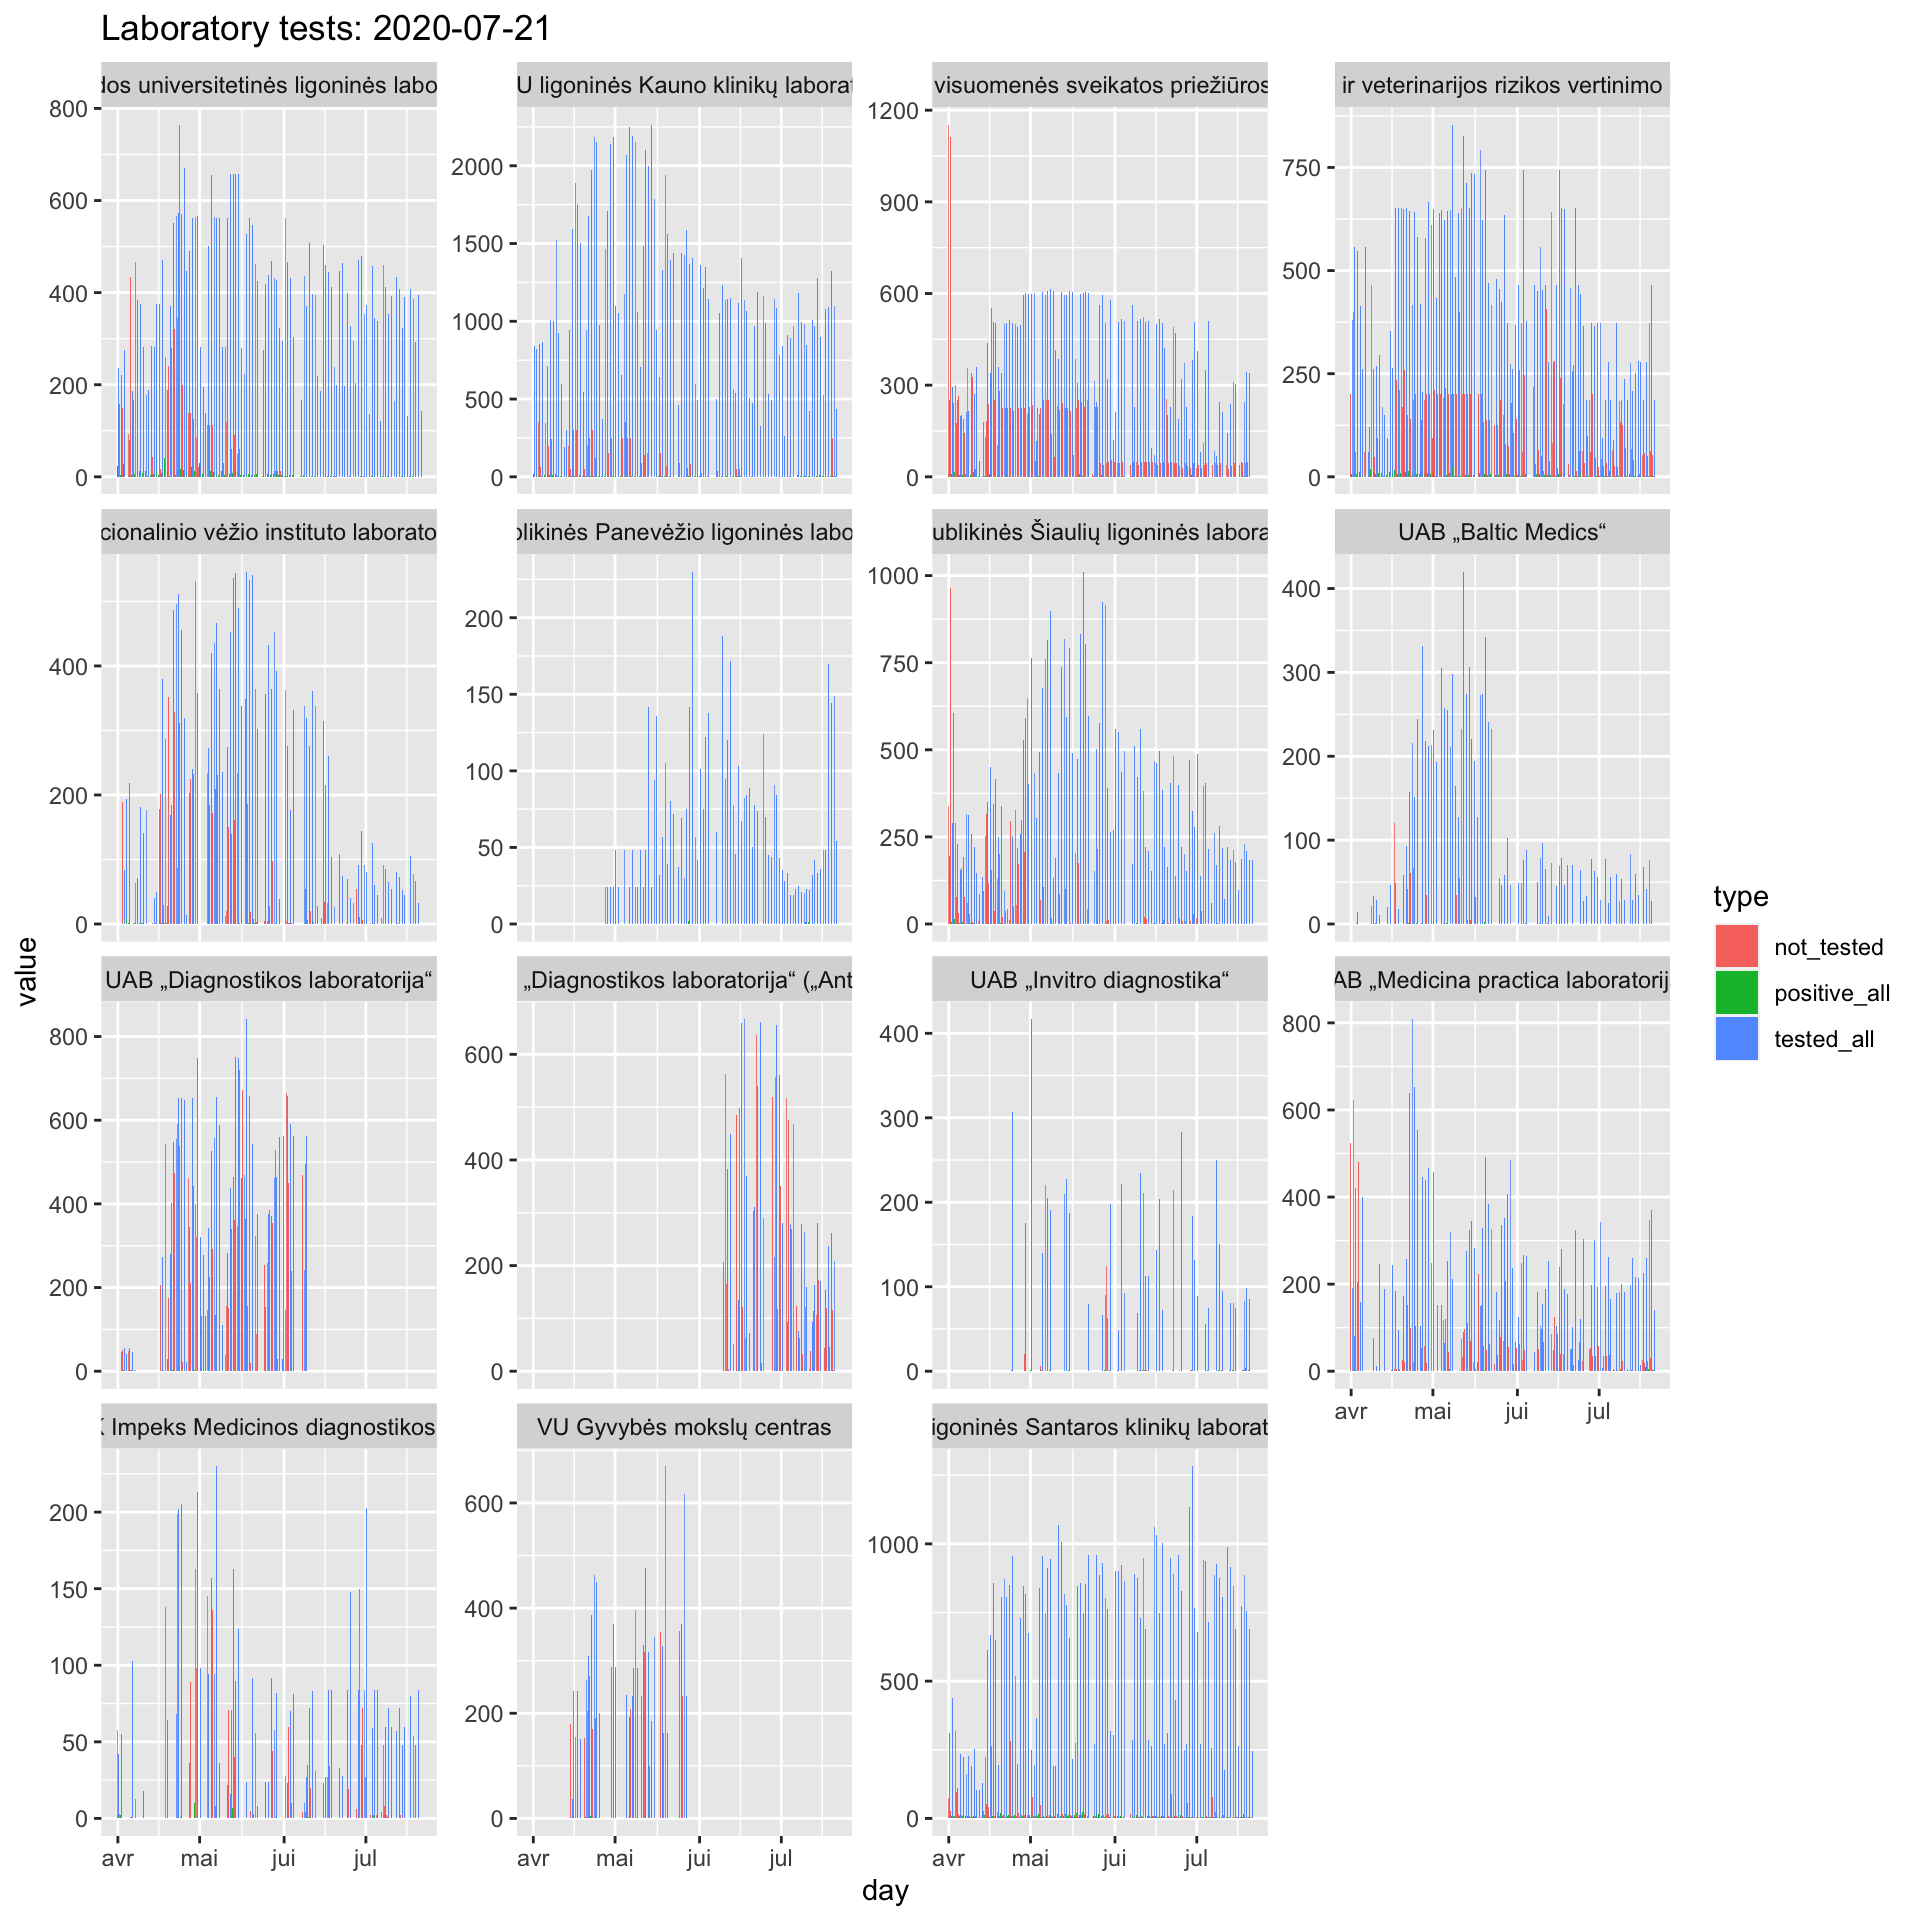 Laboratory tests: 2020-07-21
dos universitetinės ligoninės labo
U ligoninės Kauno klinikų laborat
visuomenės sveikatos priežiūros
ir veterinarijos rizikos vertinimo
800
600
400
200
0
2000
1500
1000
500
0
1200
900
600
300
0
750
500
250
0
cionalinio vėžio instituto laborato
blikinės Panevėžio ligoninės labo
ublikinės Šiaulių ligoninės labora
UAB „Baltic Medics“
400
200
0
200
150
100
50
0
1000
750
500
250
0
400
300
200
100
0
UAB „Diagnostikos laboratorija“
„Diagnostikos laboratorija“ („Ant
UAB „Invitro diagnostika“
AB „Medicina practica laboratorij
800
600
400
200
0
600
400
200
0
400
300
200
100
0
800
600
400
200
0
avr mai jui jul
K Impeks Medicinos diagnostikos
VU Gyvybės mokslų centras
igoninės Santaros klinikų laborat
200
150
100
50
0
600
400
200
0
1000
500
0
avr mai jui jul
avr mai jui jul
avr mai jui jul
day
value
type
not_tested
positive_all
tested_all